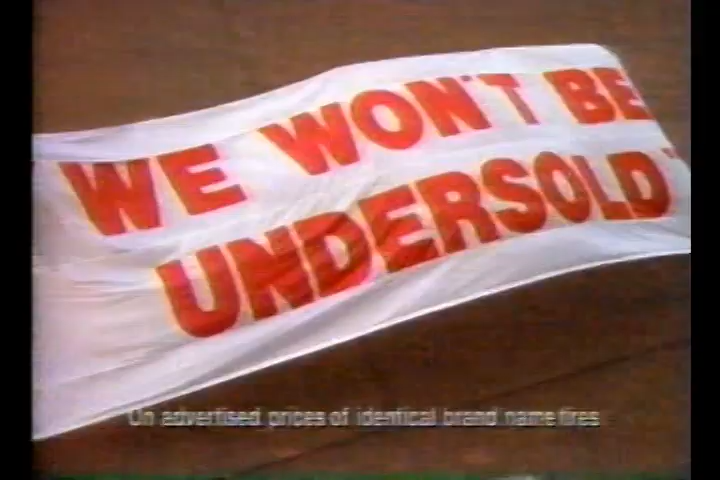 WE WON'T BE
UNDERSOLD
On advertised prices of identical brand name tires